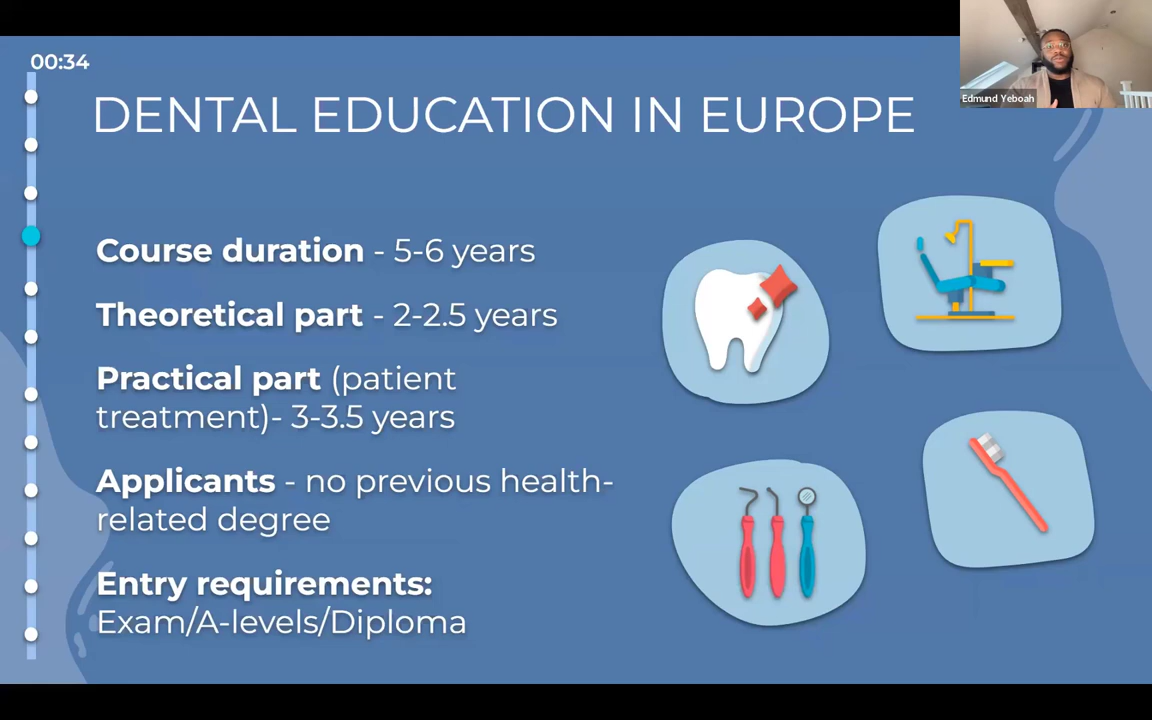 00:34
Edmund Yeboah
DENTAL EDUCATION IN EUROPE
Course duration - 5-6 years
Theoretical part - 2-2.5 years
Practical part (patient
treatment)- 3-3.5 years
Applicants - no previous health-
related degree
Entry requirements:
Exam/A-levels/Diploma